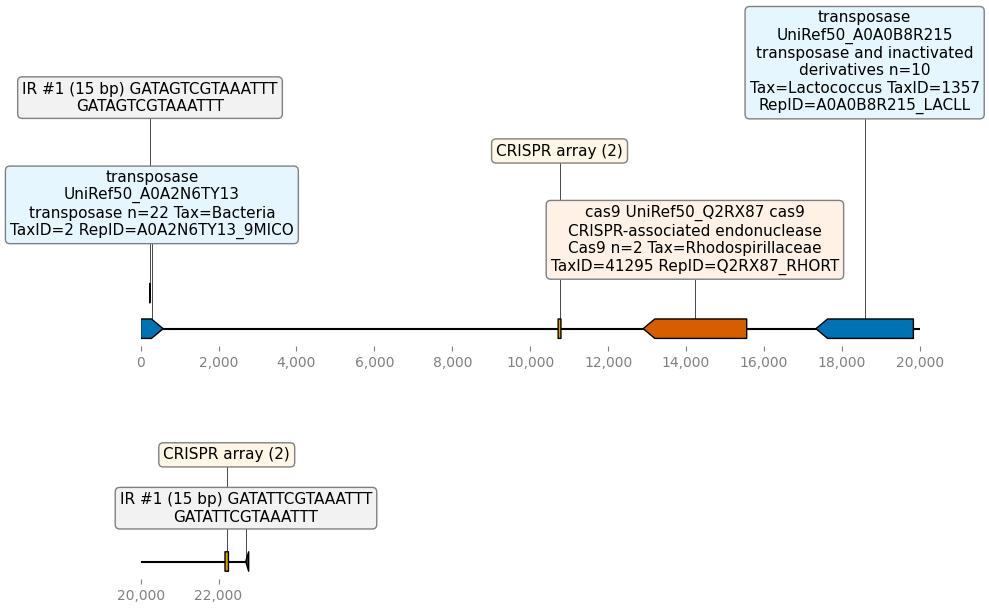 transposase
UniRef50_A0A0B8R215
transposase and inactivated
derivatives n=10
Tax=Lactococcus TaxID=1357
RepID=A0A0B8R215_LACLL
IR #1 (15 bp) GATAGTCGTAAATTT
GATAGTCGTAAATTT
CRISPR array (2)
transposase
UniRef50_A0A2N6TY13
transposase n=22 Tax=Bacteria
TaxID=2 RepID=A0A2N6TY13_9MICO
cas9 UniRef50_Q2RX87 cas9
CRISPR-associated endonuclease
Cas9 n=2 Tax=Rhodospirillaceae
TaxID=41295 RepID=Q2RX87_RHORT
0 2,000 4,000 6,000 8,000 10,000 12,000 14,000 16,000 18,000 20,000
CRISPR array (2)
IR #1 (15 bp) GATATTCGTAAATTT
GATATTCGTAAATTT
20,000 22,000